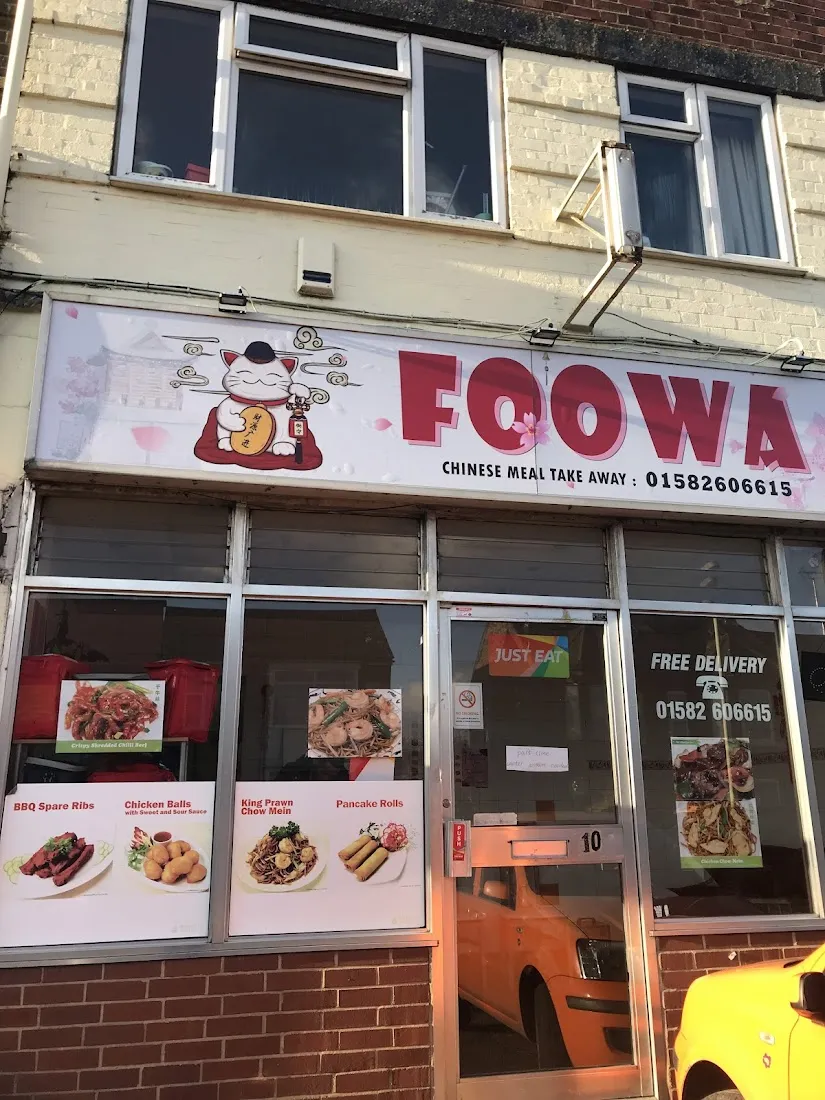 FOOWA
CHINESE MEAL TAKE AWAY : 01582606615
JUST EAT
FREE DELIVERY
01582 606615
Crispy Shredded Chilli Beef
BBQ Spare Ribs
Chicken Balls
with Sweet and Sour Sauce
King Prawn
Chow Mein
Pancake Rolls
PUSH
10
Chicken Chow Mein